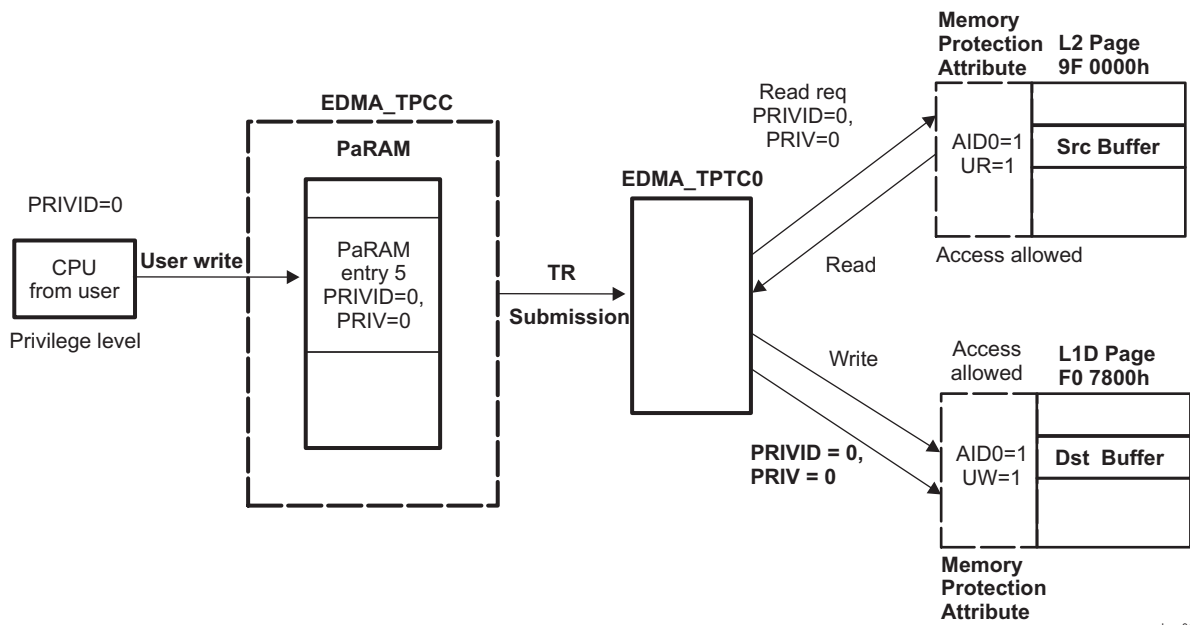 PRIVID=0
CPU
from user
Privilege level
User write
EDMA_TPCC
PaRAM
PaRAM
entry 5
PRIVID=0,
PRIV=0
TR
Submission
EDMA_TPTC0
Read req
PRIVID=0,
PRIV=0
Read
Memory
Protection
Attribute
L2 Page
9F 0000h
AID0=1
UR=1
Src Buffer
Access allowed
Write
PRIVID = 0,
PRIV = 0
Access
allowed
L1D Page
F0 7800h
AID0=1
UW=1
Dst Buffer
Memory
Protection
Attribute